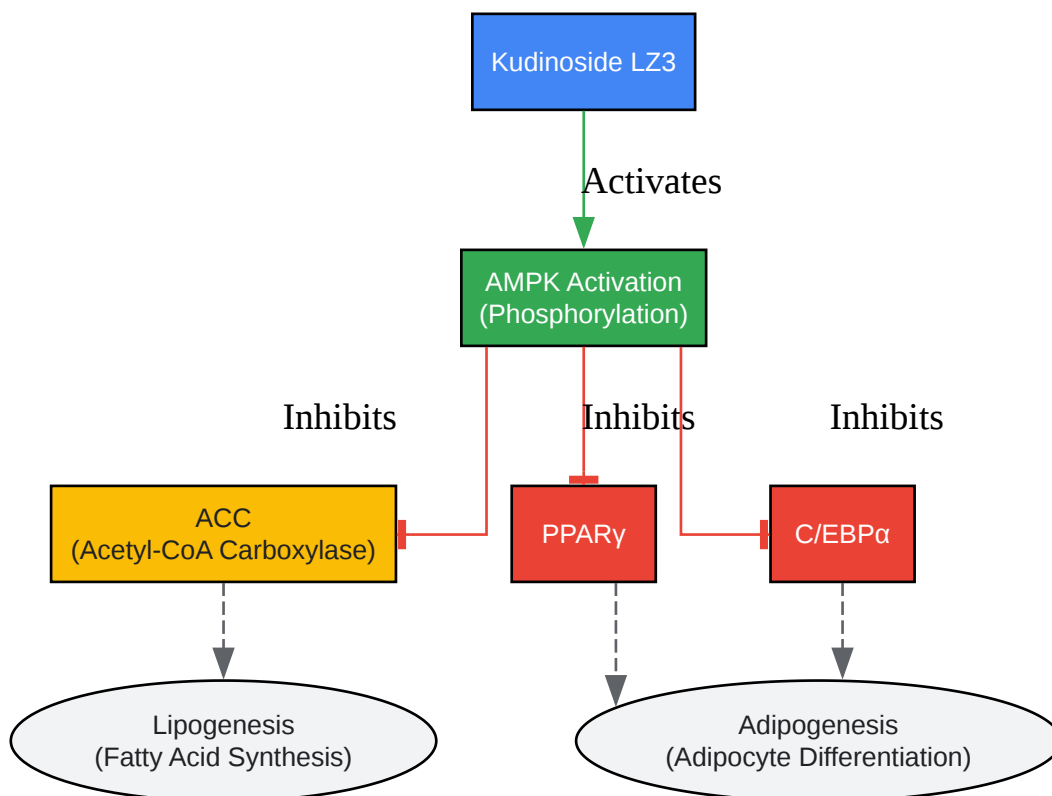 Kudinoside LZ3
Activates
AMPK Activation
(Phosphorylation)
Inhibits
Inhibits
Inhibits
ACC
(Acetyl-CoA Carboxylase)
PPARγ
C/EBPα
Lipogenesis
(Fatty Acid Synthesis)
Adipogenesis
(Adipocyte Differentiation)